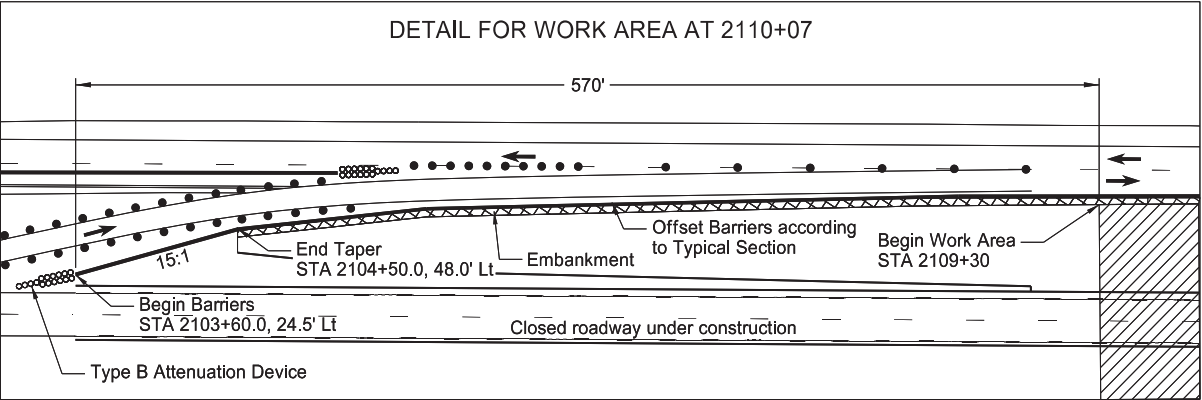 DETAIL FOR WORK AREA AT 2110+07
570'
15:1
End Taper
STA 2104+50.0, 48.0' Lt
Embankment
Offset Barriers according
to Typical Section
Begin Work Area
STA 2109+30
Begin Barriers
STA 2103+60.0, 24.5' Lt
Closed roadway under construction
Type B Attenuation Device